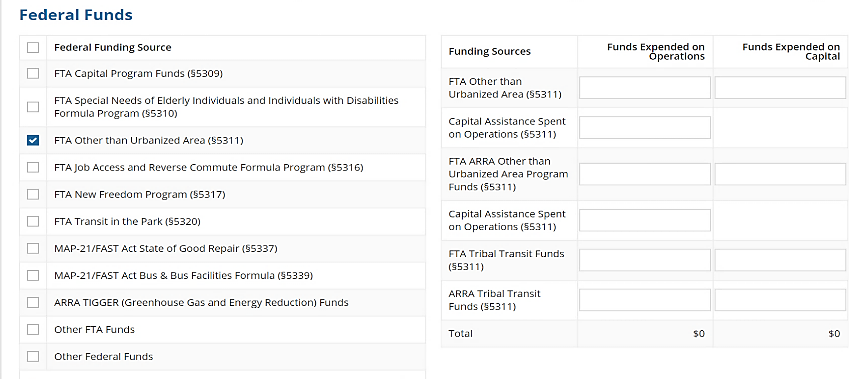 Federal Funds
Federal Funding Source
FTA Capital Program Funds (§5309)
FTA Special Needs of Elderly Individuals and Individuals with Disabilities
Formula Program (§5310)
FTA Other than Urbanized Area (§5311)
FTA Job Access and Reverse Commute Formula Program (§5316)
FTA New Freedom Program (§5317)
FTA Transit in the Park (§5320)
MAP-21/FAST Act State of Good Repair (§5337)
MAP-21/FAST Act Bus & Bus Facilities Formula (§5339)
ARRA TIGGER (Greenhouse Gas and Energy Reduction) Funds
Other FTA Funds
Other Federal Funds
Funding Sources
Funds Expended on
Operations
Funds Expended on
Capital
FTA Other than
Urbanized Area (§5311)
Capital Assistance Spent
on Operations (§5311)
FTA ARRA Other than
Urbanized Area Program
Funds (§5311)
Capital Assistance Spent
on Operations (§5311)
FTA Tribal Transit Funds
(§5311)
ARRA Tribal Transit
Funds (§5311)
Total $0 $0